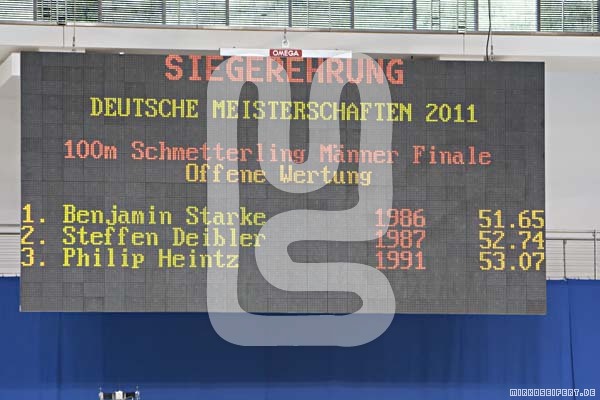 OMEGA
SIEGEREHRUNG
DEUTSCHE MEISTERSCHAFTEN 2011
100m Schmetterling Männer Finale
Offene Wertung
1. Benjamin Starke 1986 51.65
2. Steffen Deibler 1987 52.74
3. Philip Heintz 1991 53.07
MIRKOSEIFERT.DE